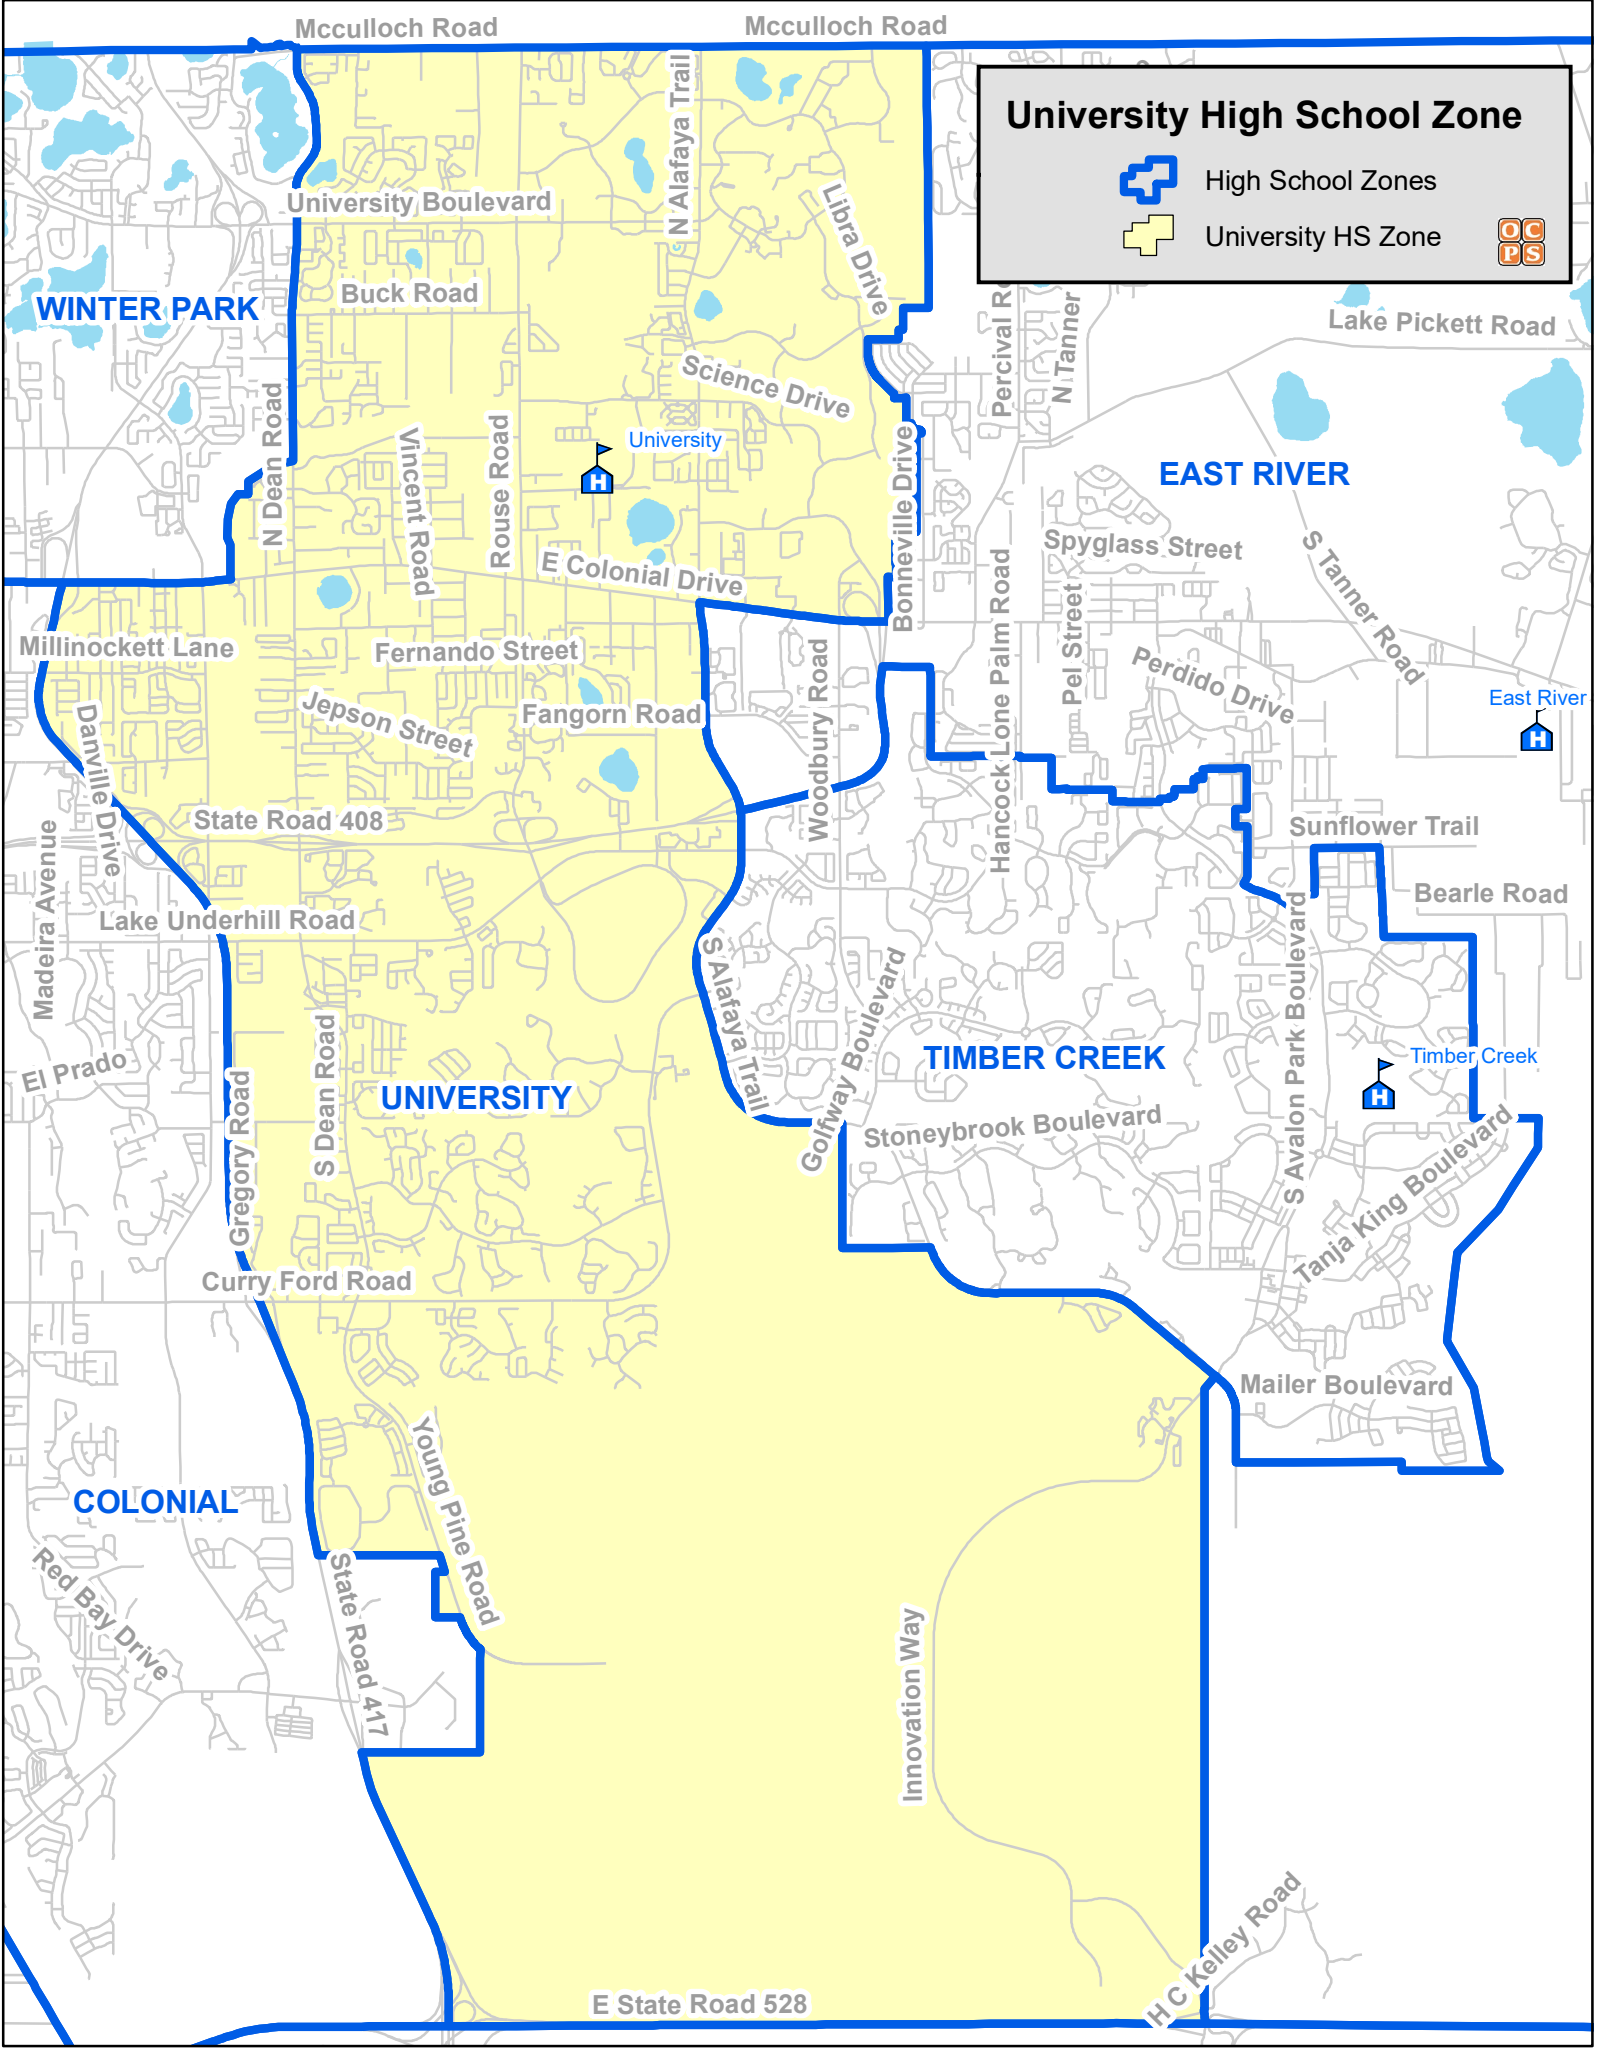 Mcculloch Road
Mcculloch Road
University High School Zone
High School Zones
University HS Zone
OC
PS
N Alafaya Trail
University Boulevard
Libra Drive
Buck Road
WINTER PARK
Percival
N Tanner
Lake Pickett Road
Science Drive
N Dean Road
Vincent Road
Rouse Road
University
H
Bonneville Drive
EAST RIVER
E Colonial Drive
Spyglass Street
S Tanner Road
Millinockett Lane
Fernando Street
Woodbury Road
Hancock Lone Palm Road
Pel Street
Perdido Drive
East River
H
Danville Drive
Jepson Street
Fangorn Road
State Road 408
Sunflower Trail
Madeira Avenue
Lake Underhill Road
Bearle Road
S Alafaya Trail
Golfway Boulevard
S Avalon Park Boulevard
El Prado
Gregory Road
S Dean Road
UNIVERSITY
TIMBER CREEK
Timber Creek
H
Stoneybrook Boulevard
Tanja King Boulevard
Curry Ford Road
Mailer Boulevard
Young Pine Road
COLONIAL
Red Bay Drive
State Road 417
Innovation Way
H C Kelley Road
E State Road 528